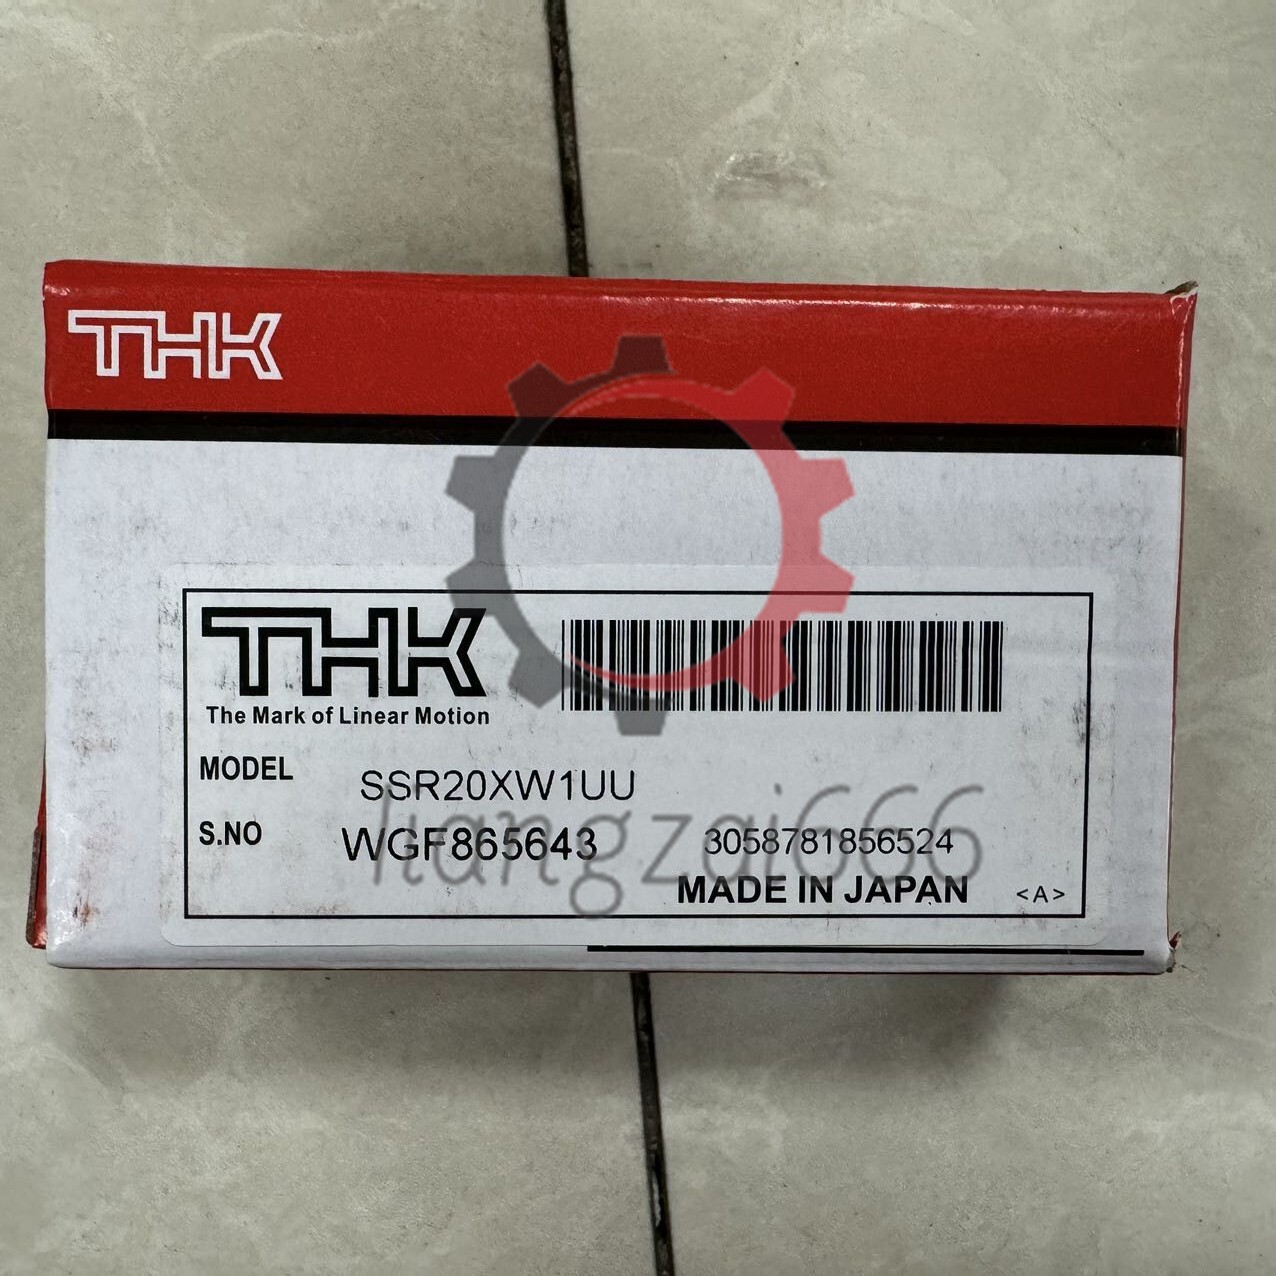 THK
THK
The Mark of Linear Motion
MODEL SSR20XW1UU
S.NO WGF865643 3058781856524
MADE IN JAPAN <A>
liangzai666